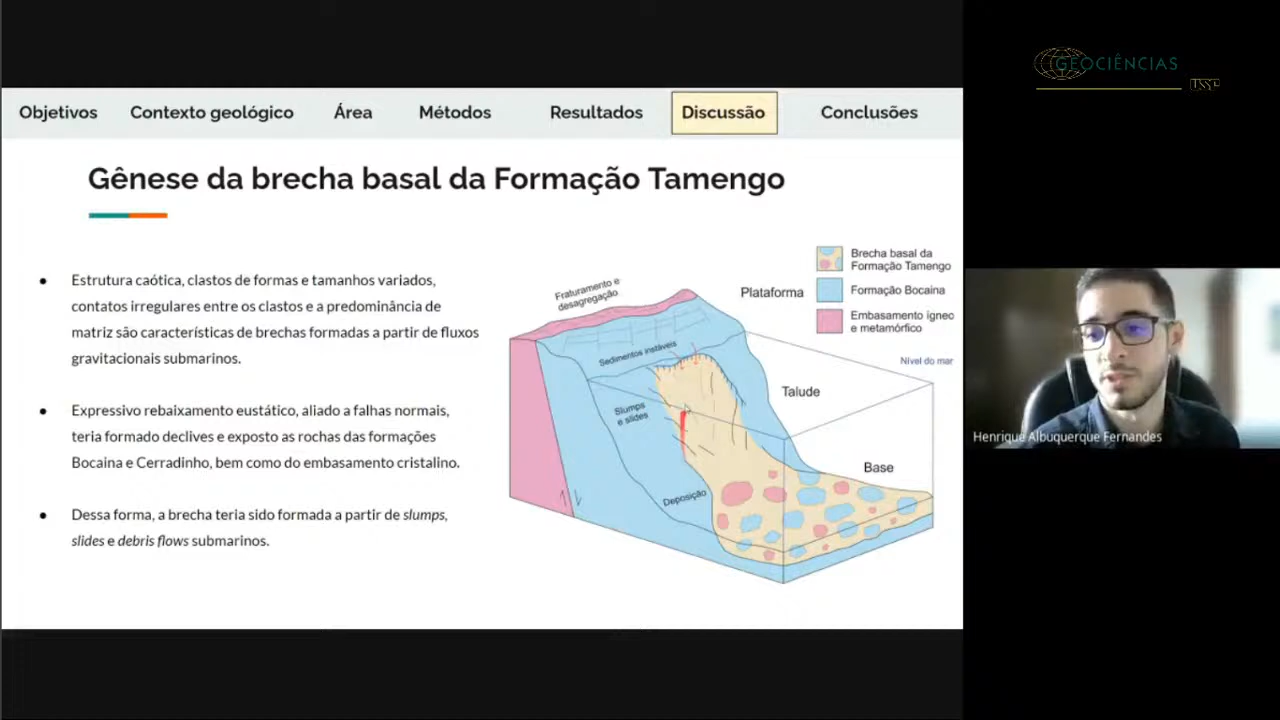 GEOCIÊNCIAS
USP
Objetivos Contexto geológico Área Métodos Resultados Discussão Conclusões
Gênese da brecha basal da Formação Tamengo
● Estrutura caótica, clastos de formas e tamanhos variados,
contatos irregulares entre os clastos e a predominância de
matriz são características de brechas formadas a partir de fluxos
gravitacionais submarinos.
● Expressivo rebaixamento eustático, aliado a falhas normais,
teria formado declives e exposto as rochas das formações
Bocaina e Cerradinho, bem como do embasamento cristalino.
● Dessa forma, a brecha teria sido formada a partir de slumps,
slides e debris flows submarinos.
Brecha basal da
Formação Tamengo
Formação Bocaina
Embasamento ígneo
e metamórfico
Fraturamento e
desagregação
Plataforma
Sedimentos instáveis
Nível do mar
Talude
Slumps
e slides
Base
Deposição
Henrique Albuquerque Fernandes